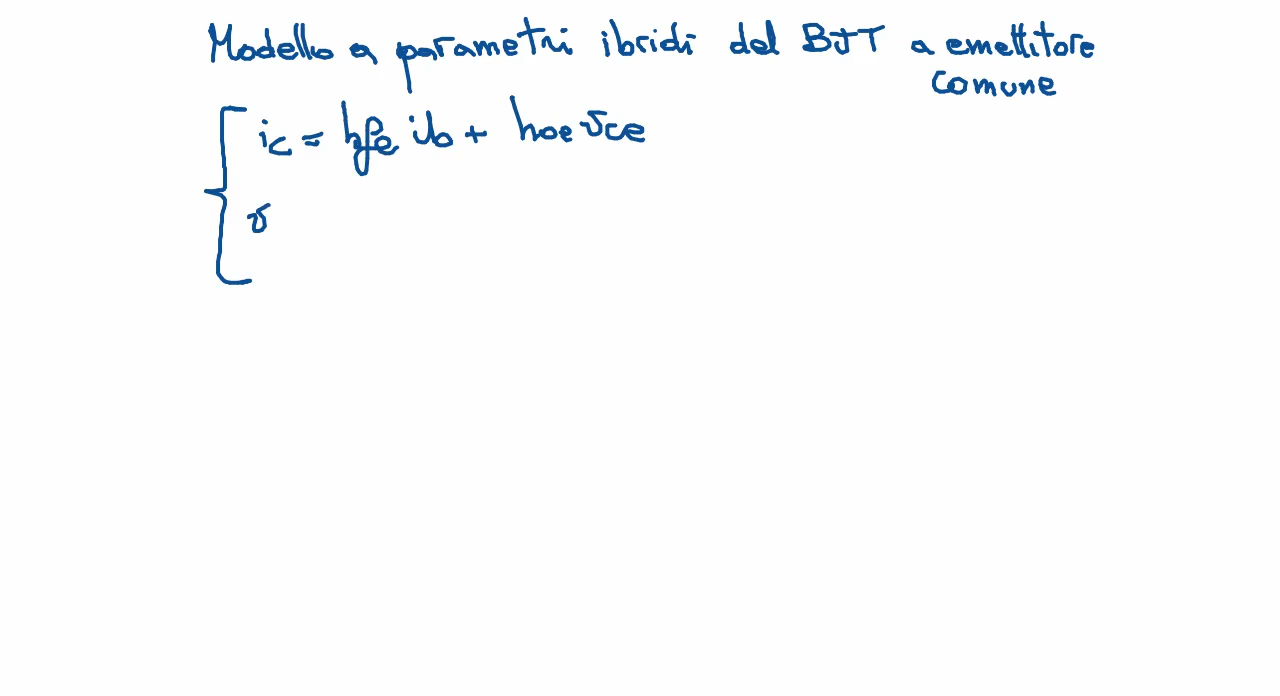 Modello a parametri ibridi del BJT a emettitore
comune
ic = hfe ib + hoe vce
v